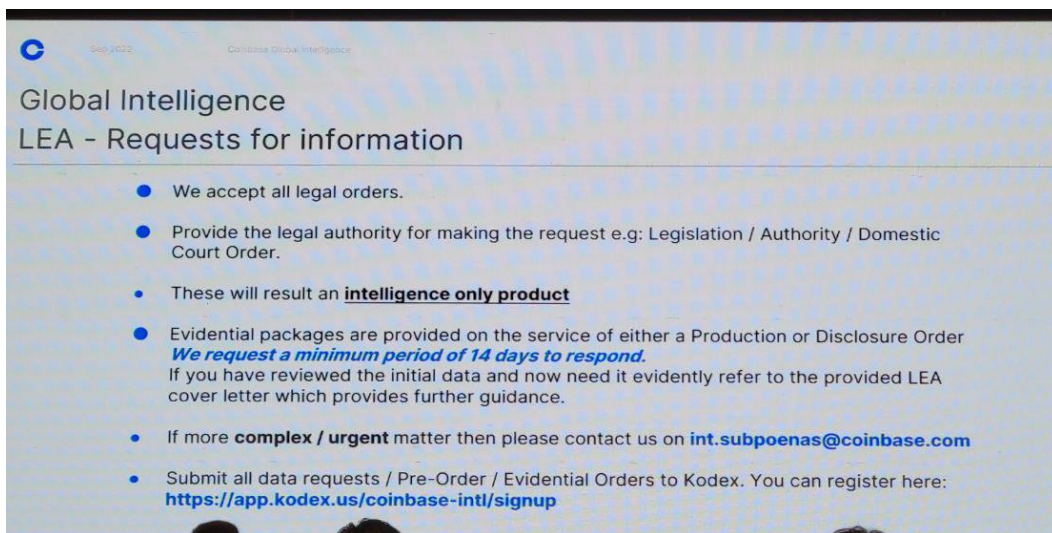 Sep 2022 Coinbase Global Intelligence
Global Intelligence
LEA - Requests for information
We accept all legal orders.
Provide the legal authority for making the request e.g: Legislation / Authority / Domestic
Court Order.
These will result an intelligence only product
Evidential packages are provided on the service of either a Production or Disclosure Order
We request a minimum period of 14 days to respond.
If you have reviewed the initial data and now need it evidently refer to the provided LEA
cover letter which provides further guidance.
If more complex / urgent matter then please contact us on int.subpoenas@coinbase.com
Submit all data requests / Pre-Order / Evidential Orders to Kodex. You can register here:
https://app.kodex.us/coinbase-intl/signup